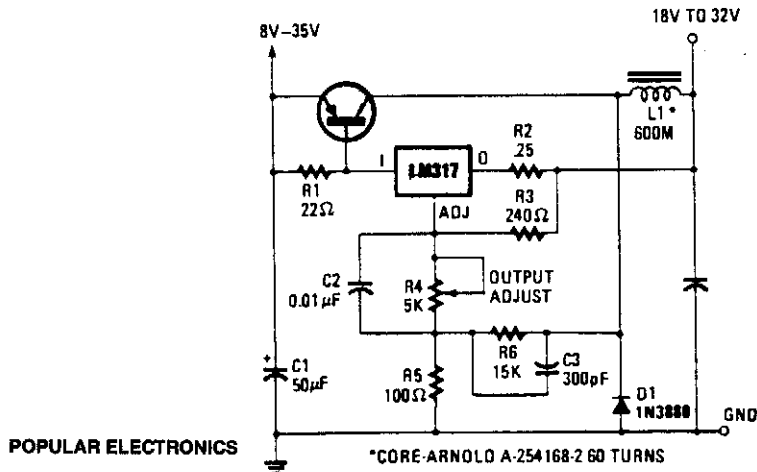 18V TO 32V
8V–35V
L1*
600M
R2
.25
I
LM317
O
R1
22Ω
ADJ
R3
240Ω
C2
0.01µF
R4
5K
OUTPUT
ADJUST
R6
15K
C3
300pF
C1
50µF
+
R5
100Ω
D1
1N3880
GND
POPULAR ELECTRONICS
*CORE-ARNOLD A-254168-2 60 TURNS